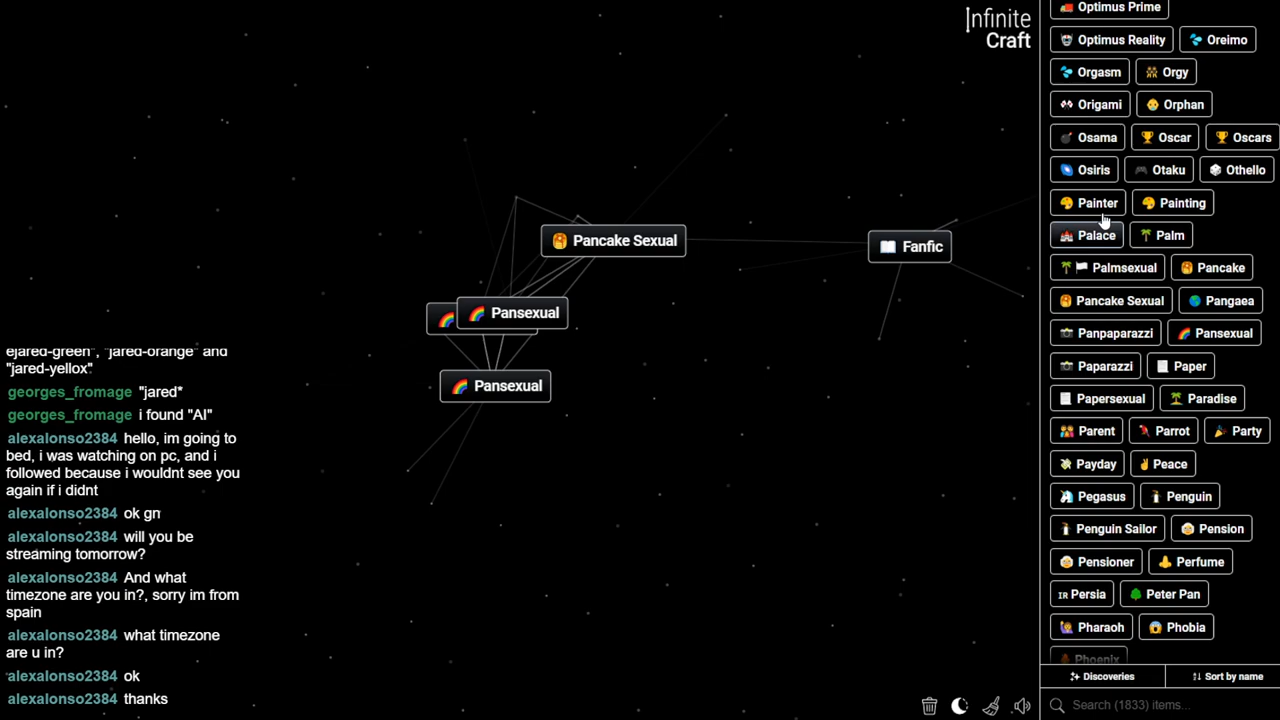 Infinite
Craft
Pancake Sexual
Fanfic
Pansexual
Pansexual
ejared-green", "jared-orange" and
"jared-yellox"
georges_fromage "jared*
georges_fromage i found "AI"
alexalonso2384 hello, im going to
bed, i was watching on pc, and i
followed because i wouldnt see you
again if i didnt
alexalonso2384 ok gn
alexalonso2384 will you be
streaming tomorrow?
alexalonso2384 And what
timezone are you in?, sorry im from
spain
alexalonso2384 what timezone
are u in?
alexalonso2384 ok
alexalonso2384 thanks
Optimus Prime
Optimus Reality Oreimo
Orgasm Orgy
Origami Orphan
Osama Oscar Oscars
Osiris Otaku Othello
Painter Painting
Palace Palm
Palmsexual Pancake
Pancake Sexual Pangaea
Panpaparazzi Pansexual
Paparazzi Paper
Papersexual Paradise
Parent Parrot Party
Payday Peace
Pegasus Penguin
Penguin Sailor Pension
Pensioner Perfume
IR Persia Peter Pan
Pharaoh Phobia
Phoenix
Discoveries Sort by name
Search (1833) items...